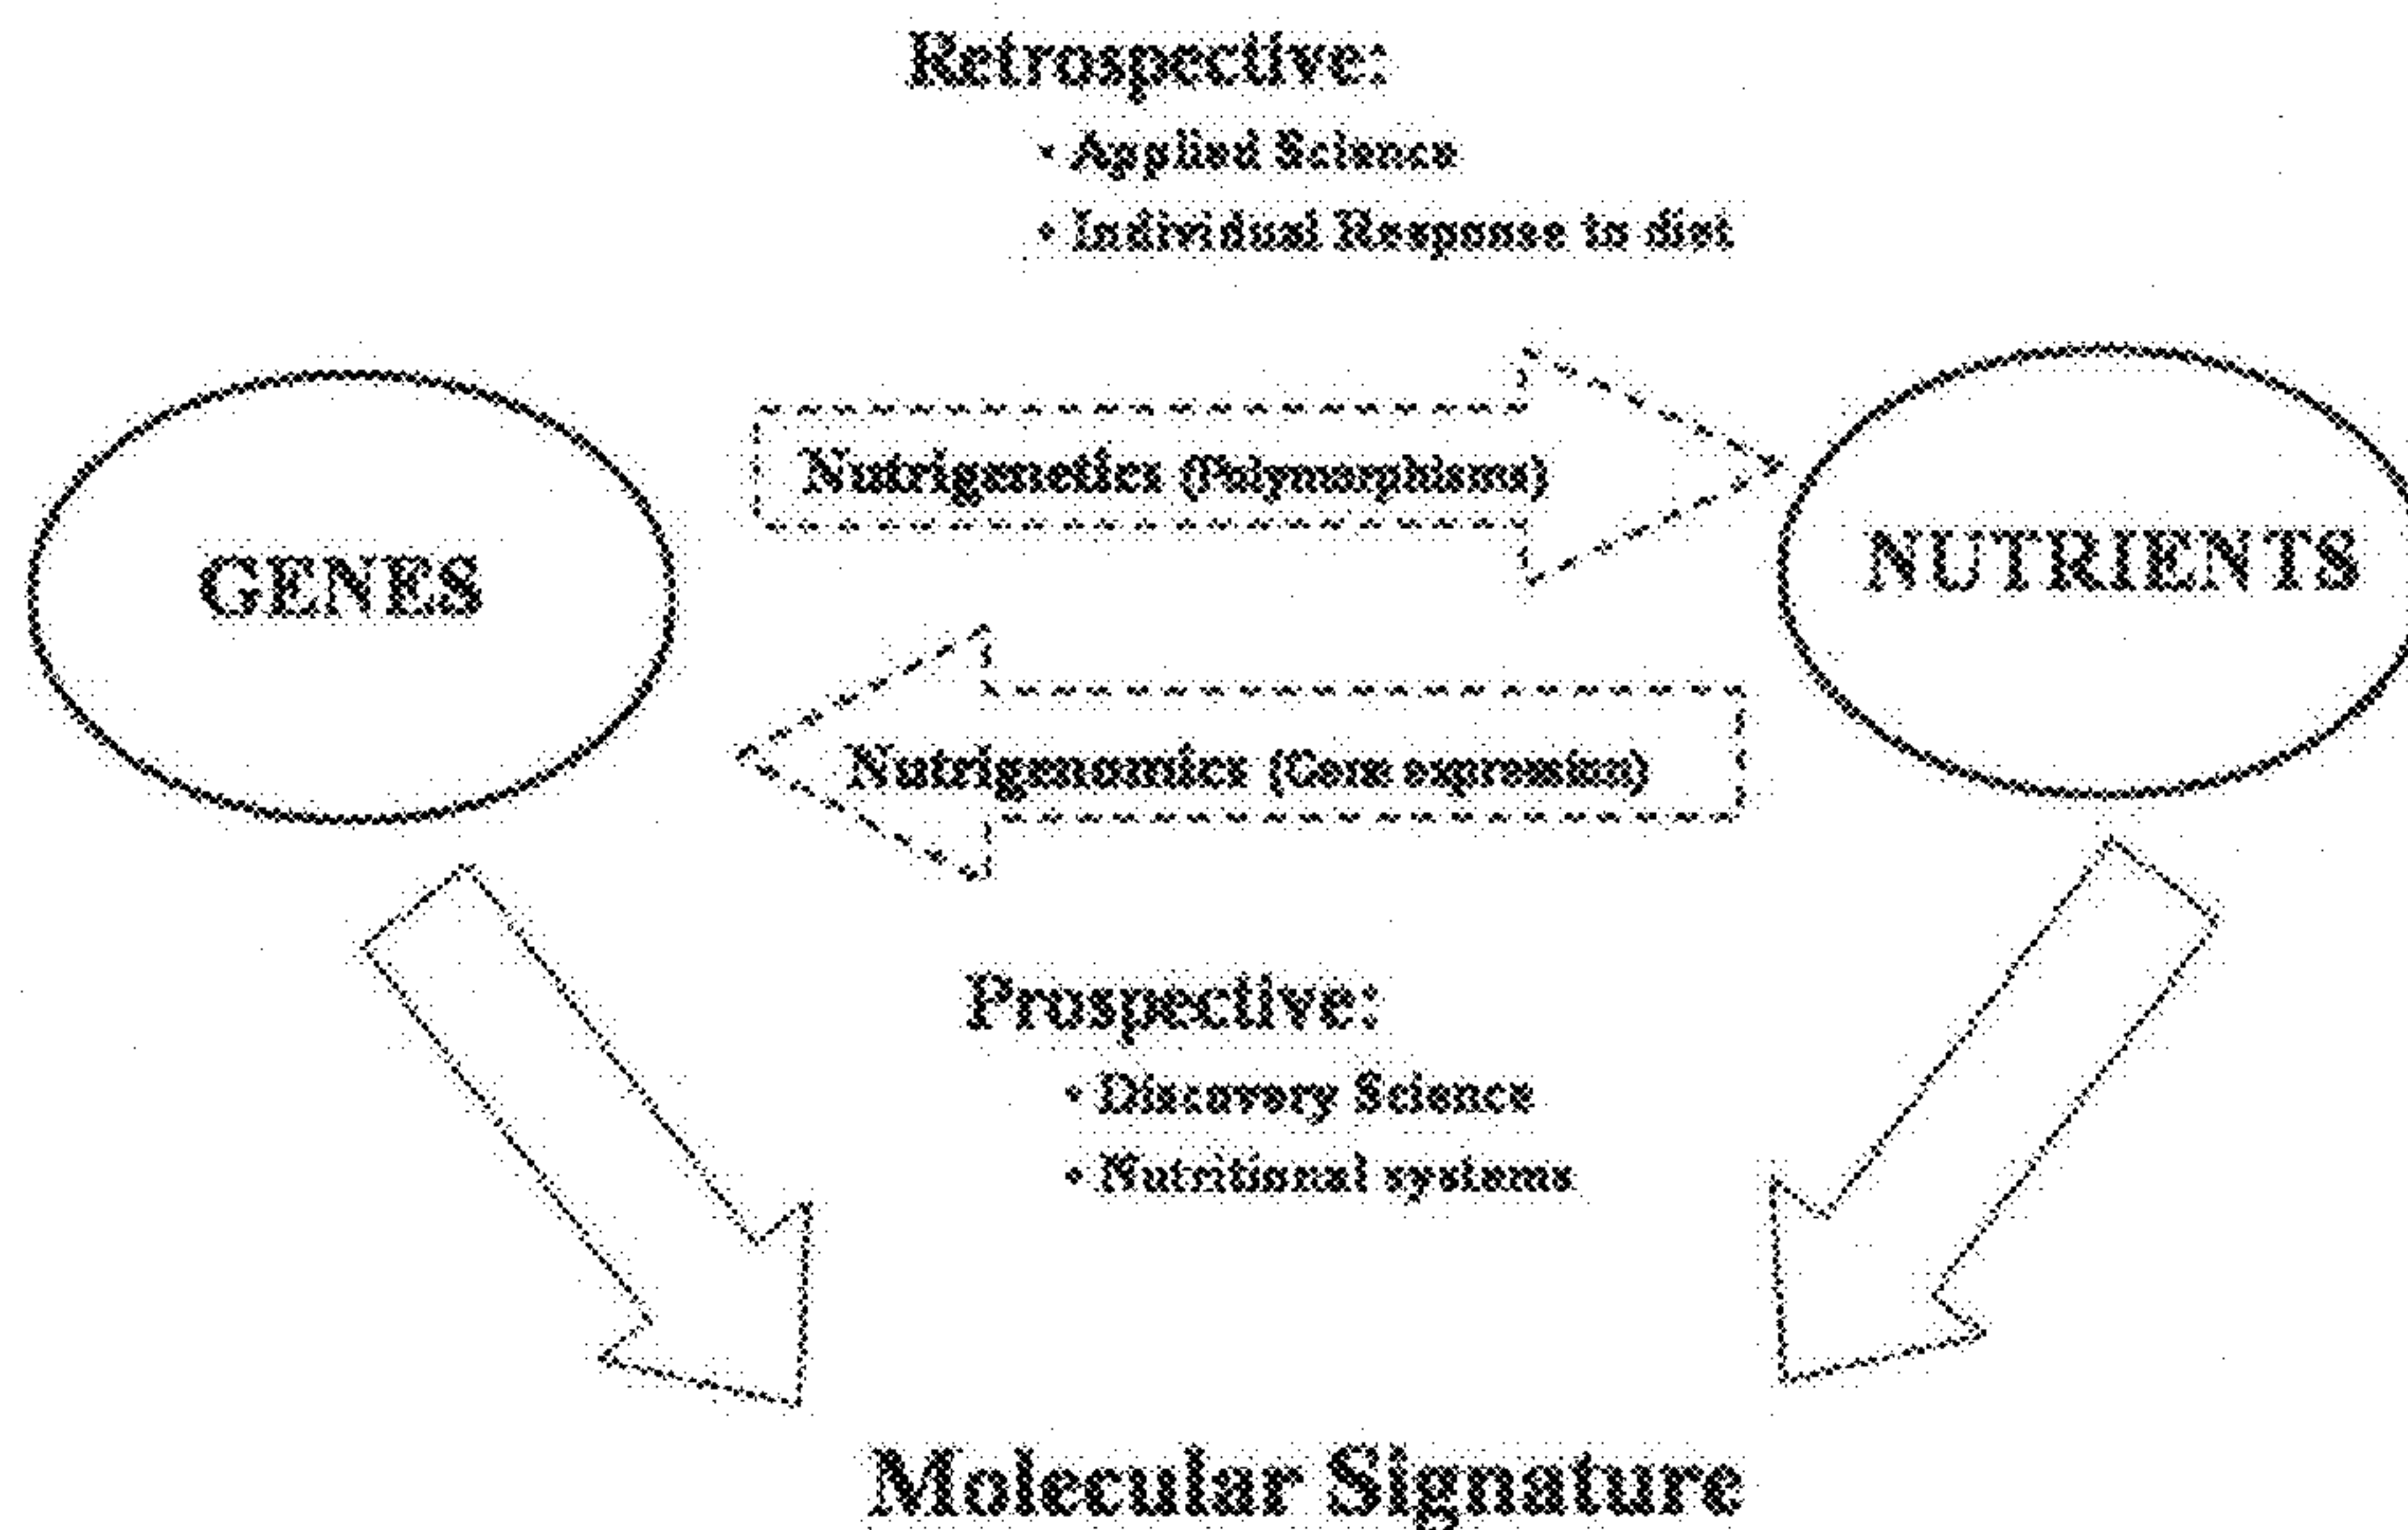 Retrospective:
• Applied Science
• Individual Response to diet
Nutrigenetics (Polymorphisms)
GENES
NUTRIENTS
Nutrigenomics (Gene expression)
Prospective:
• Discovery Science
• Nutritional systems
Molecular Signature